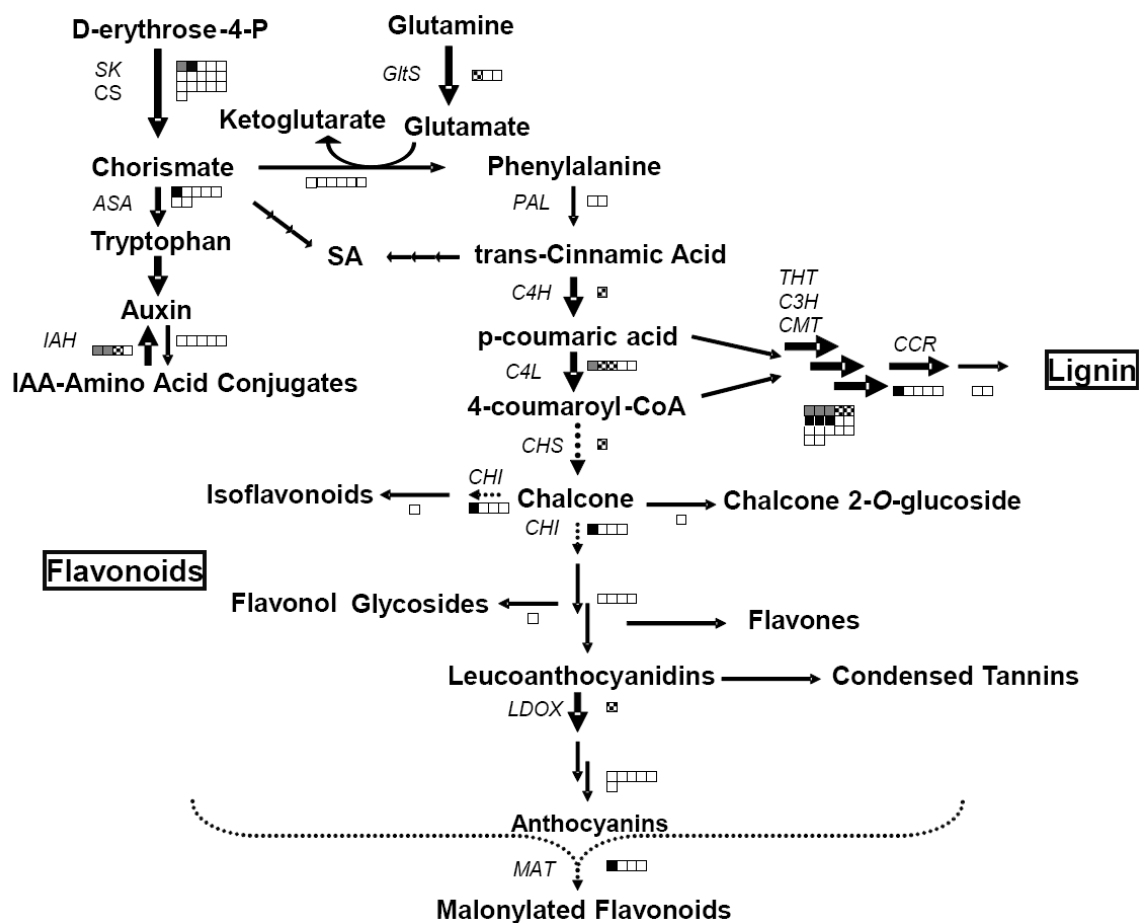 D-erythrose-4-P
Glutamine
SK
CS
GltS
Ketoglutarate
Glutamate
Chorismate
Phenylalanine
ASA
PAL
Tryptophan
SA
trans-Cinnamic Acid
C4H
THT
C3H
CMT
Auxin
p-coumaric acid
CCR
IAH
C4L
IAA-Amino Acid Conjugates
Lignin
4-coumaroyl-CoA
CHS
CHI
Isoflavonoids
Chalcone
Chalcone 2-O-glucoside
CHI
Flavonoids
Flavonol Glycosides
Flavones
Leucoanthocyanidins
Condensed Tannins
LDOX
Anthocyanins
MAT
Malonylated Flavonoids